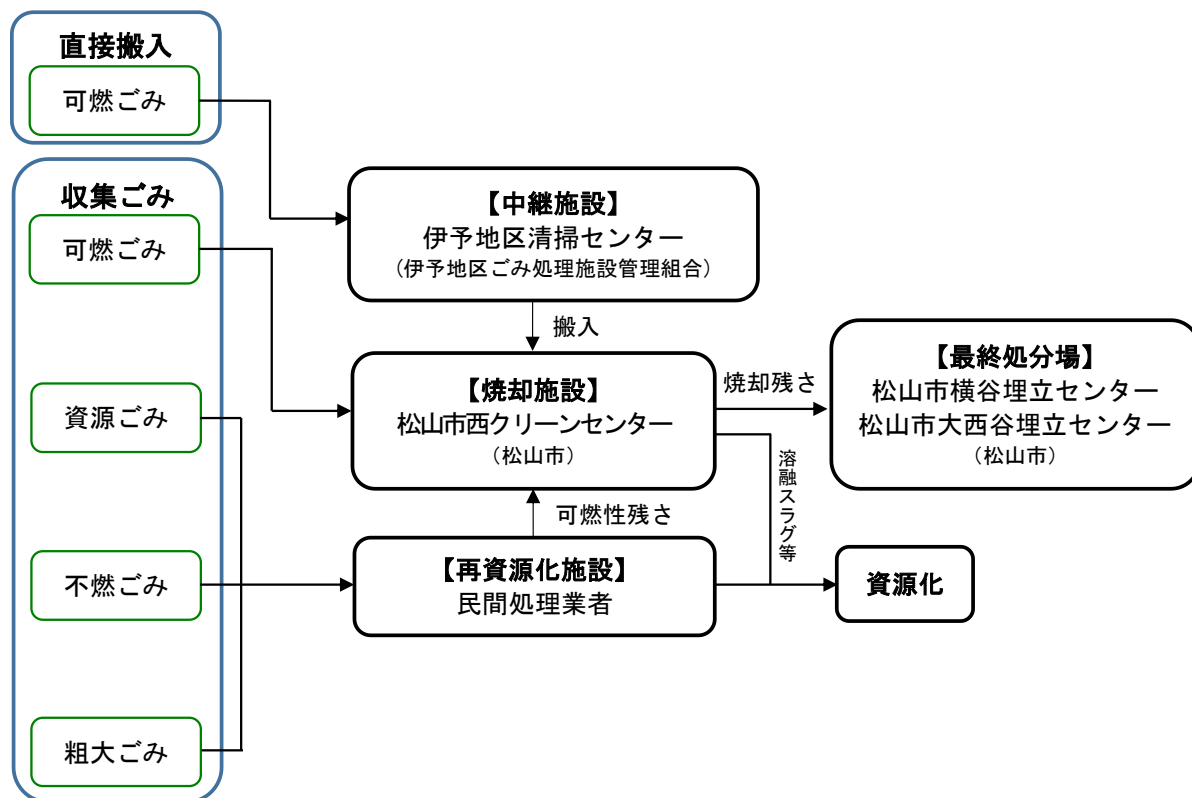 直接搬入
可燃ごみ
収集ごみ
可燃ごみ
資源ごみ
不燃ごみ
粗大ごみ
【中継施設】
伊予地区清掃センター
（伊予地区ごみ処理施設管理組合）
搬入
【焼却施設】
松山市西クリーンセンター
（松山市）
可燃性残さ
【再資源化施設】
民間処理業者
焼却残さ
溶融スラグ等
【最終処分場】
松山市横谷埋立センター
松山市大西谷埋立センター
（松山市）
資源化